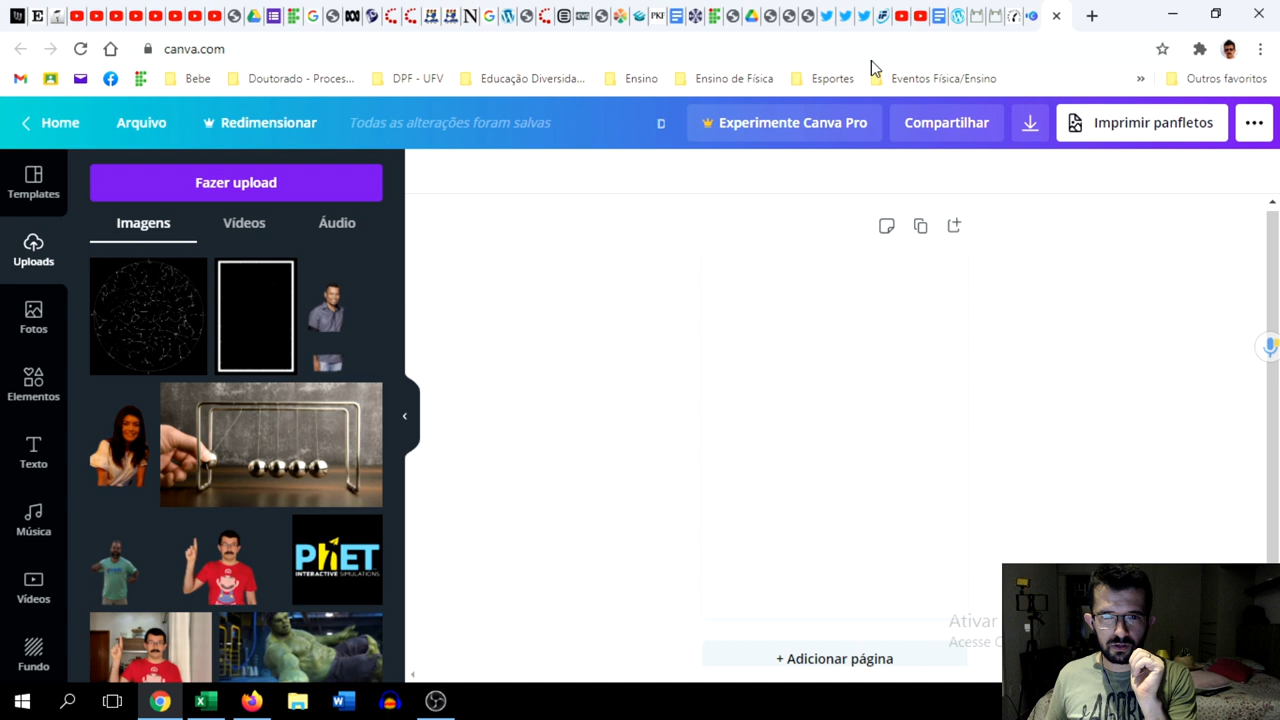 canva.com
Bebe
Doutorado - Proces...
DPF - UFV
Educação Diversida...
Ensino
Ensino de Física
Esportes
Eventos Física/Ensino
»
Outros favoritos
Home
Arquivo
Redimensionar
Todas as alterações foram salvas
D
Experimente Canva Pro
Compartilhar
Imprimir panfletos
Templates
Uploads
Fotos
Elementos
Texto
Música
Vídeos
Fundo
Fazer upload
Imagens
Vídeos
Áudio
PhET
INTERACTIVE SIMULATIONS
+ Adicionar página
Ativar
Acesse C